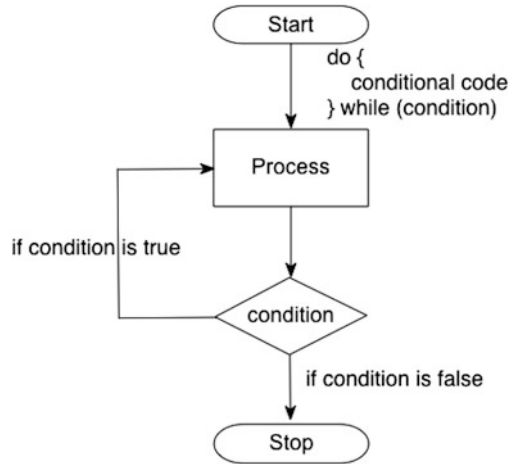 Start
do {
conditional code
} while (condition)
Process
if condition is true
condition
if condition is false
Stop